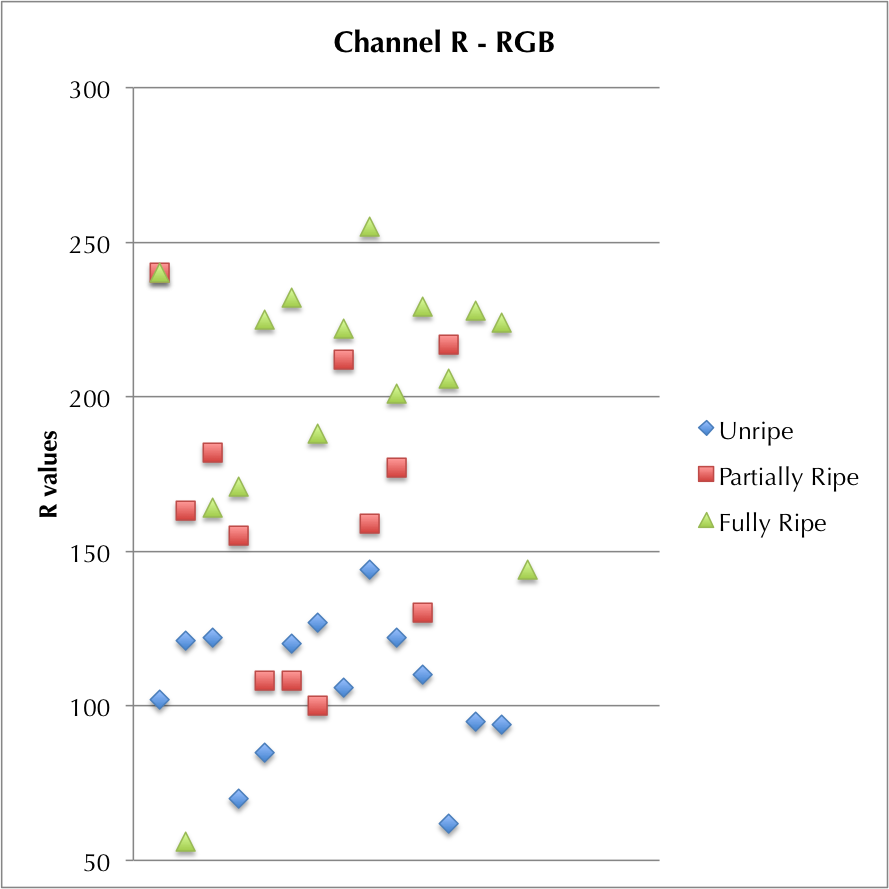 Channel R - RGB
300
250
200
150
100
50
R values
Unripe
Partially Ripe
Fully Ripe